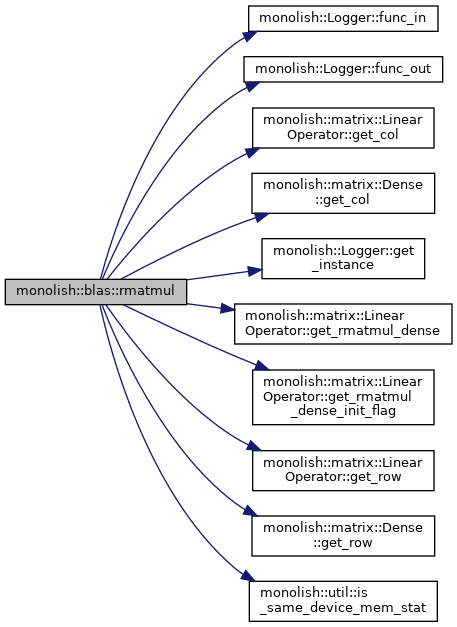 monolish::Logger::func_in
monolish::Logger::func_out
monolish::matrix::Linear
Operator::get_col
monolish::matrix::Dense
::get_col
monolish::Logger::get
_instance
monolish::blas::rmatmul
monolish::matrix::Linear
Operator::get_rmatmul_dense
monolish::matrix::Linear
Operator::get_rmatmul
_dense_init_flag
monolish::matrix::Linear
Operator::get_row
monolish::matrix::Dense
::get_row
monolish::util::is
_same_device_mem_stat